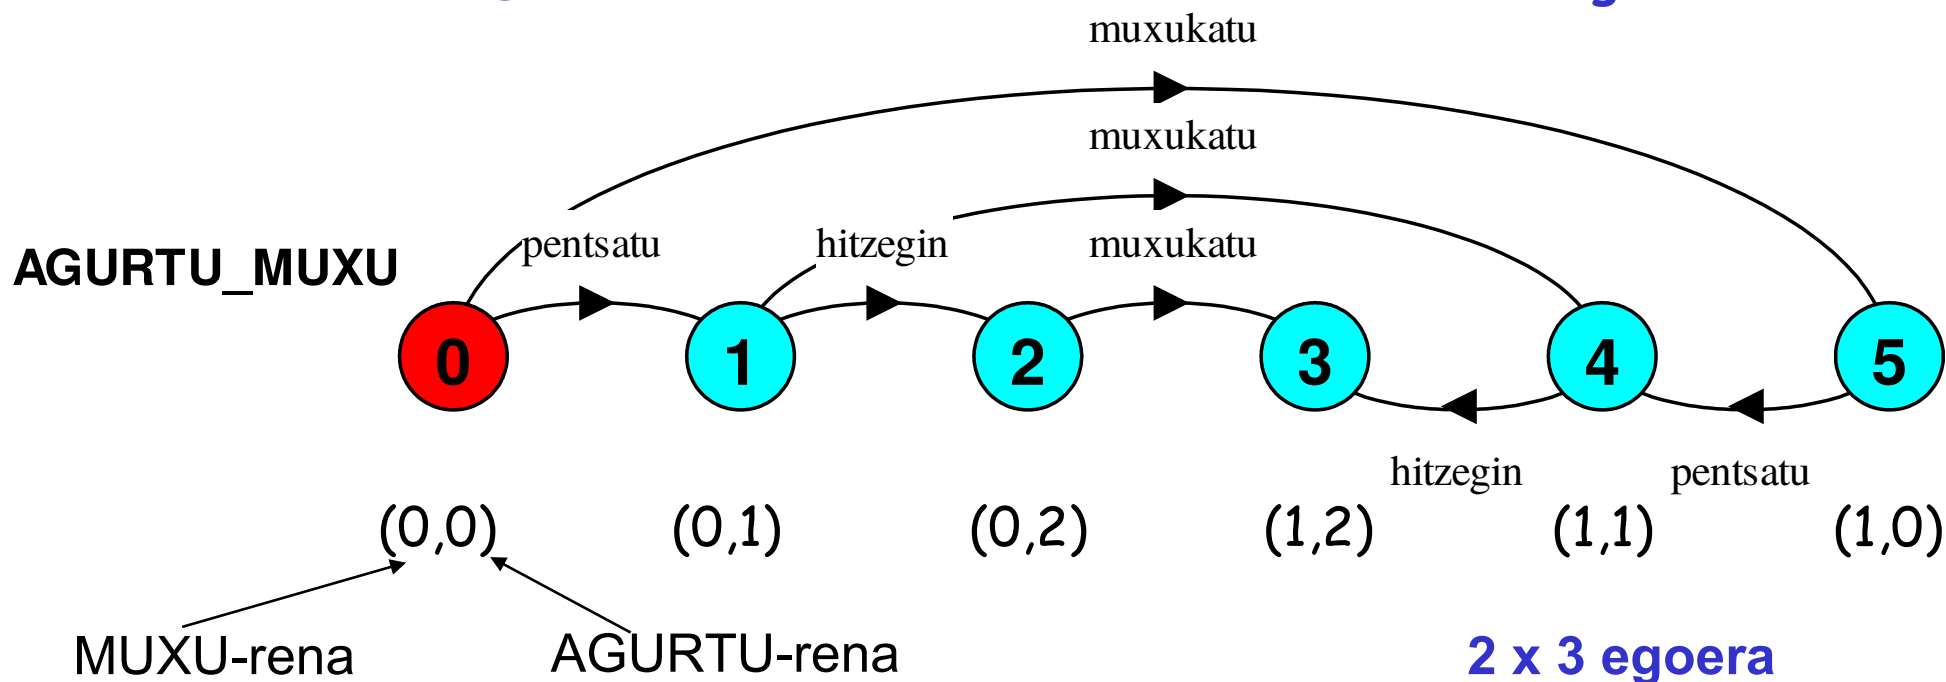 muxukatu
muxukatu
pentsatu hitzegin muxukatu
AGURTU_MUXU
0 1 2 3 4 5
hitzegin pentsatu
(0,0) (0,1) (0,2) (1,2) (1,1) (1,0)
MUXU-rena AGURTU-rena 2 x 3 egoera